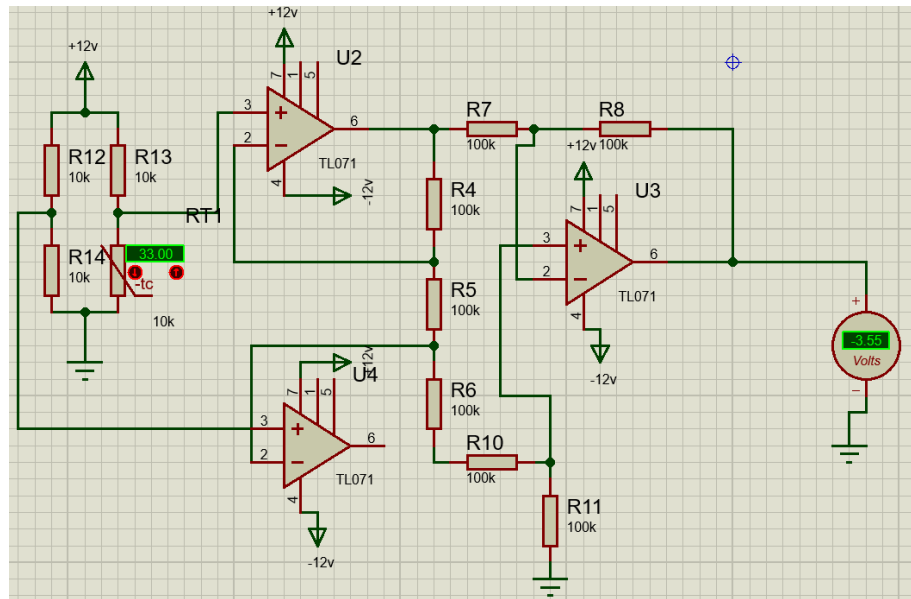 +12v
+12v
U2
7
1
5
3
2
6
4
TL071
-12v
R12
10k
R13
10k
R7
100k
R8
100k
+12v
R4
100k
RT1
U3
7
1
5
3
2
6
4
TL071
-12v
R14
10k
33.00
-tc
10k
R5
100k
-3.55
Volts
+12v
U4
7
1
5
3
2
6
4
TL071
-12v
R6
100k
R10
100k
R11
100k